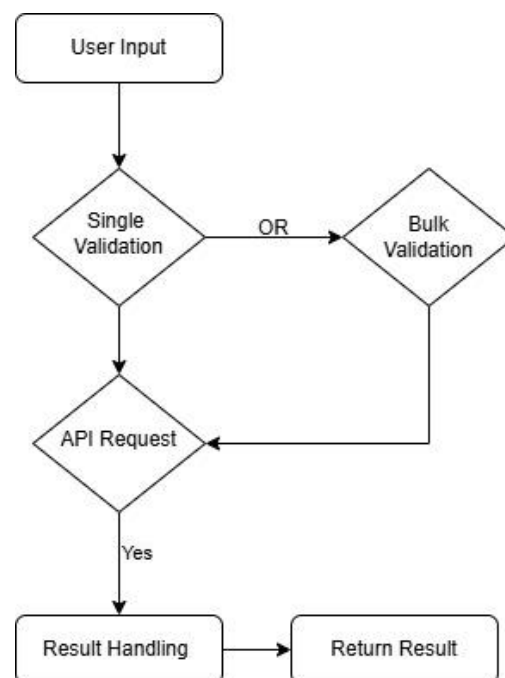 User Input
Single
Validation
OR
Bulk
Validation
API Request
Yes
Result Handling
Return Result